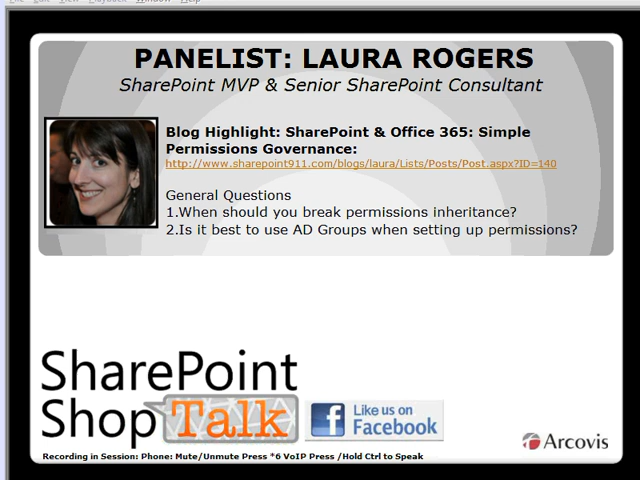 PANELIST: LAURA ROGERS
SharePoint MVP & Senior SharePoint Consultant
Blog Highlight: SharePoint & Office 365: Simple
Permissions Governance:
http://www.sharepoint911.com/blogs/laura/Lists/Posts/Post.aspx?ID=140
General Questions
1.When should you break permissions inheritance?
2.Is it best to use AD Groups when setting up permissions?
SharePoint
Shop Talk
Like us on
Facebook
Arcovis
Recording in Session: Phone: Mute/Unmute Press *6 VoIP Press /Hold Ctrl to Speak